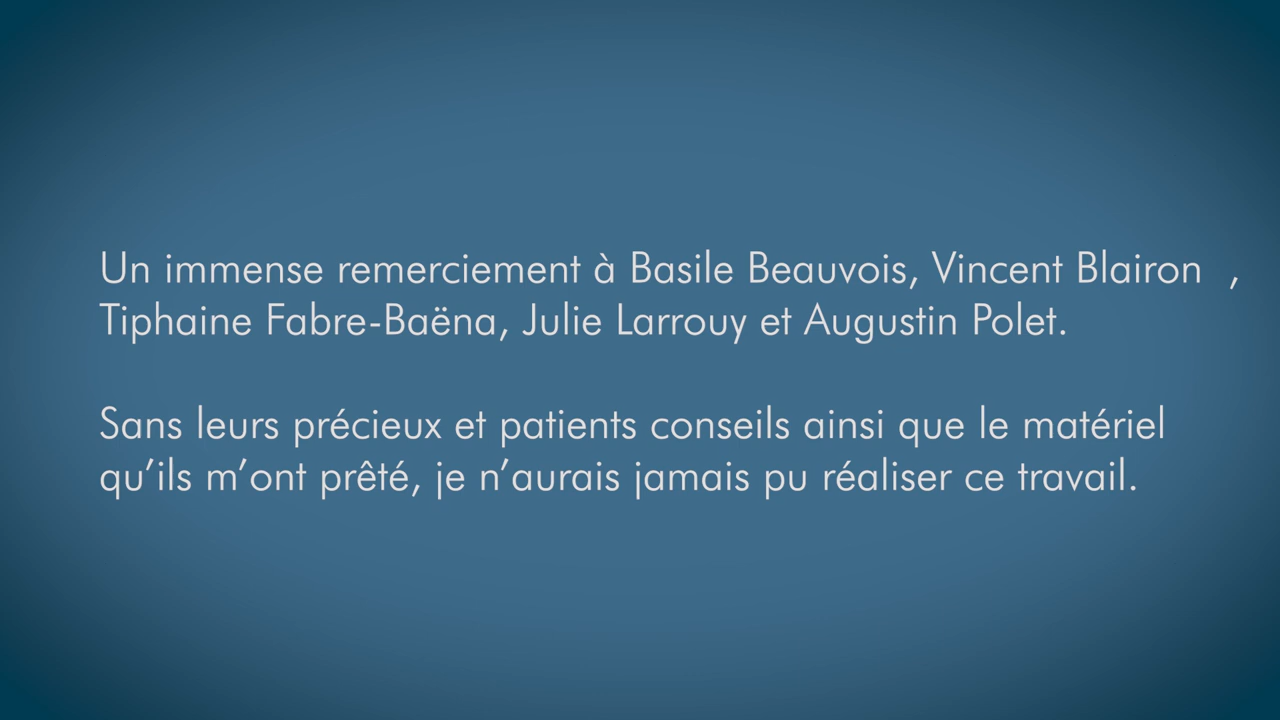 Un immense remerciement à Basile Beauvois, Vincent Blairon  ,
Tiphaine Fabre-Baëna, Julie Larrouy et Augustin Polet.
Sans leurs précieux et patients conseils ainsi que le matériel
qu’ils m’ont prêté, je n’aurais jamais pu réaliser ce travail.